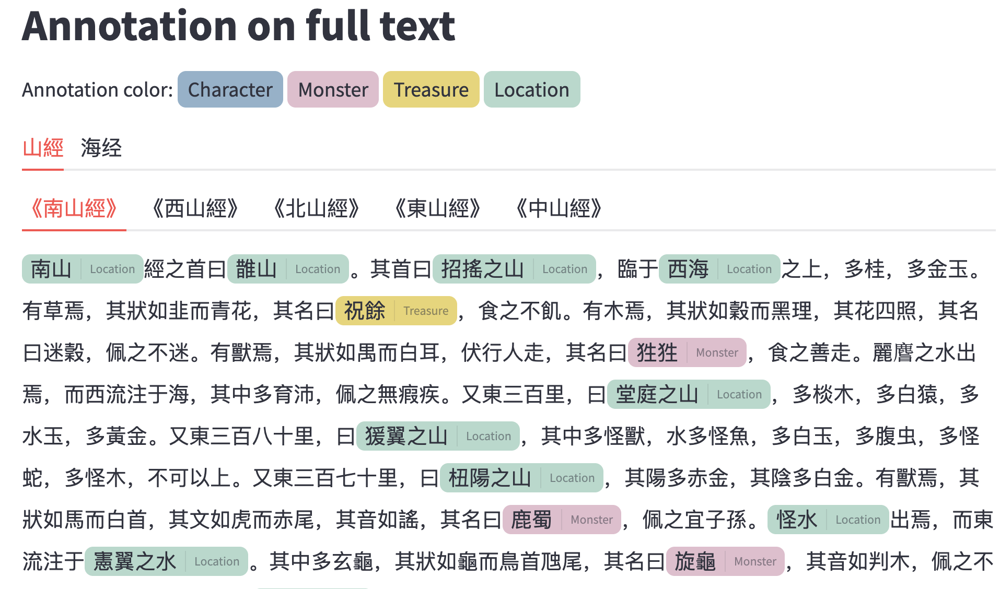 Annotation on full text
Annotation color: Character Monster Treasure Location
山經 海经
《南山經》 《西山經》 《北山經》 《東山經》 《中山經》
南山 Location 經之首曰 䧿山 Location 。其首曰 招搖之山 Location ，臨于 西海 Location 之上，多桂，多金玉。
有草焉，其狀如韭而青花，其名曰 祝餘 Treasure ，食之不飢。有木焉，其狀如榖而黑理，其花四照，其名
曰迷榖，佩之不迷。有獸焉，其狀如禺而白耳，伏行人走，其名曰 狌狌 Monster ，食之善走。麗䴩之水出
焉，而西流注于海，其中多育沛，佩之無瘕疾。又東三百里，曰 堂庭之山 Location ，多棪木，多白猿，多
水玉，多黃金。又東三百八十里，曰 猨翼之山 Location ，其中多怪獸，水多怪魚，多白玉，多腹虫，多怪
蛇，多怪木，不可以上。又東三百七十里，曰 杻陽之山 Location ，其陽多赤金，其陰多白金。有獸焉，其
狀如馬而白首，其文如虎而赤尾，其音如謠，其名曰 鹿蜀 Monster ，佩之宜子孫。 怪水 Location 出焉，而東
流注于 憲翼之水 Location 。其中多玄龜，其狀如龜而鳥首虺尾，其名曰 旋龜 Monster ，其音如判木，佩之不